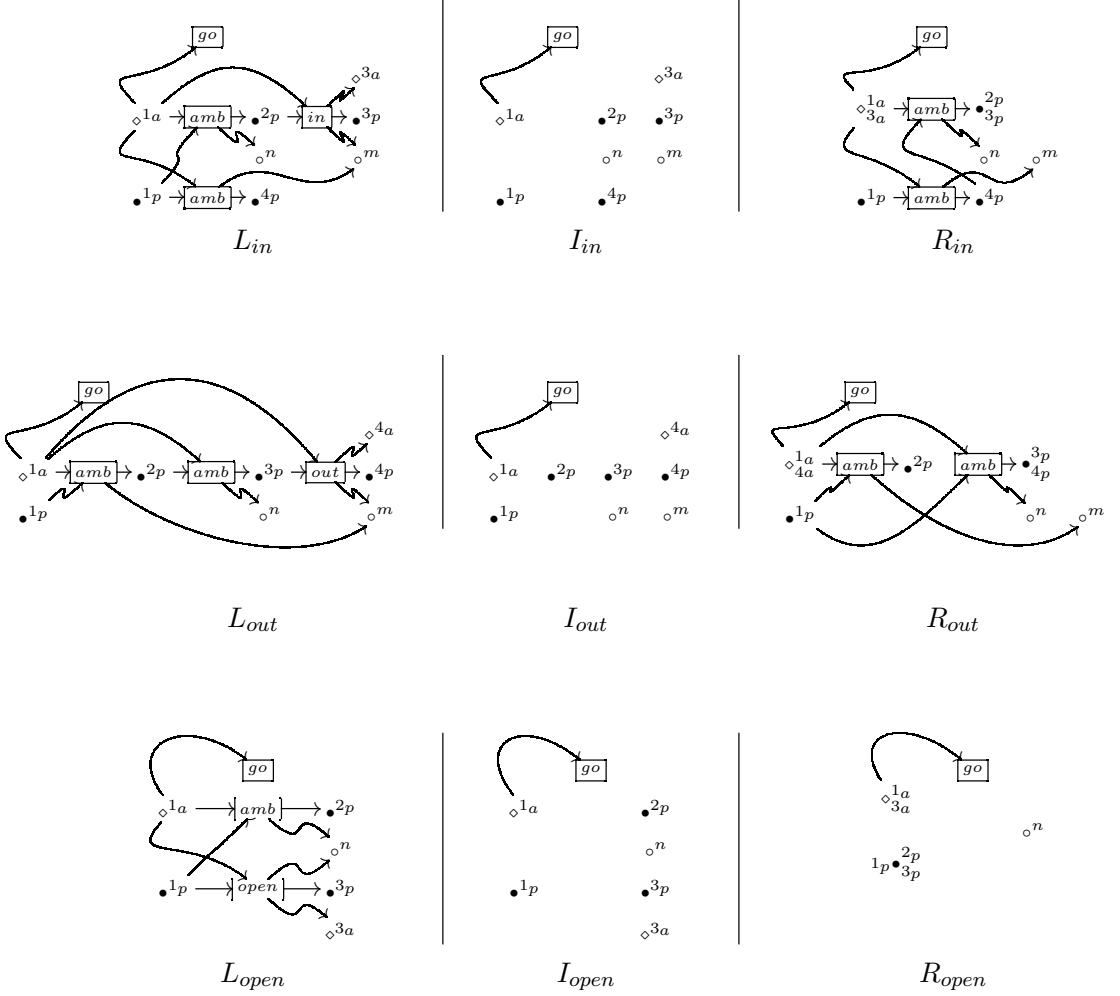 go go go
3a 3a
1a amb 2p in 3p 1a 2p 3p 1a 3a amb 2p 3p
n m n m n m
1p amb 4p 1p 4p 1p amb 4p
L_in I_in R_in
go go go
4a 4a
1a amb 2p amb 3p out 4p 1a 2p 3p 4p 1a 4a amb 2p amb 3p 4p
1p n m 1p n m 1p n m
L_out I_out R_out
go go go
1a amb 2p 1a 2p 1a 3a
n n n
1p open 3p 1p 3p 1p 2p 3p
3a 3a
L_open I_open R_open